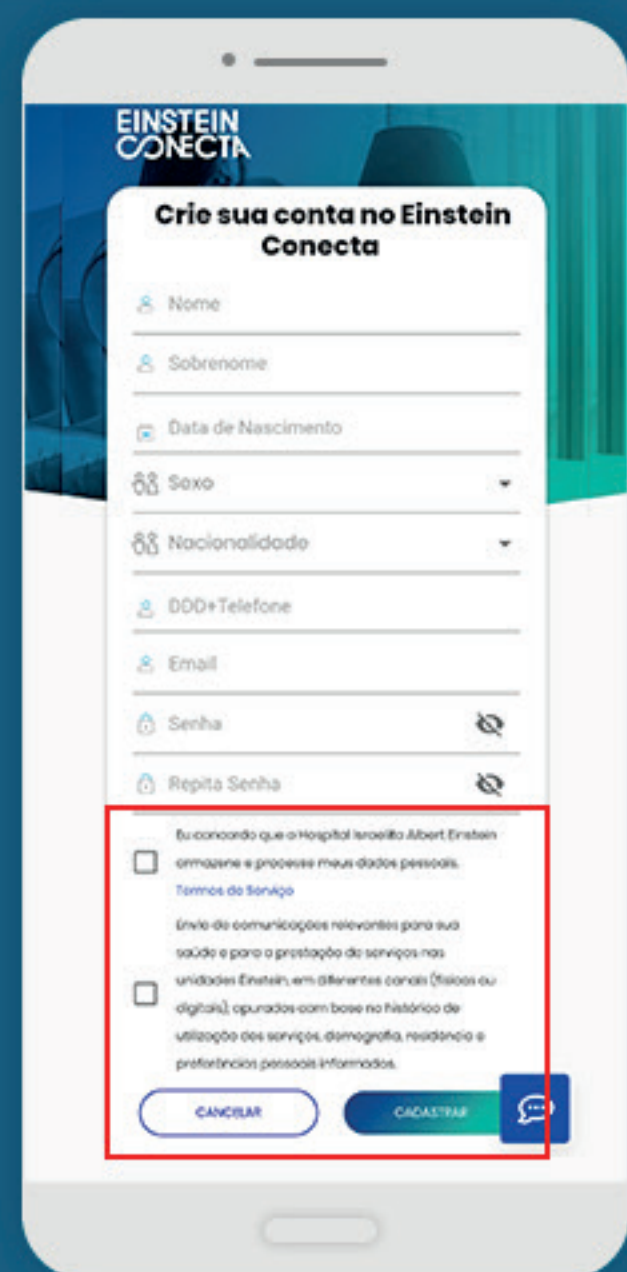 EINSTEIN
CONECTA
Crie sua conta no Einstein
Conecta
Nome
Sobrenome
Data de Nascimento
Sexo
Nacionalidade
DDD+Telefone
Email
Senha
Repita Senha
Eu concordo que o Hospital Israelita Albert Einstein
armazene e processe meus dados pessoais.
Termos de Serviço
Envio de comunicações relevantes para sua
saúde e para a prestação de serviços nas
unidades Einstein, em diferentes canais (físicos ou
digitais), apurados com base no histórico de
utilização dos serviços, demografia, residência e
preferências pessoais informados.
CANCELAR
CADASTRAR